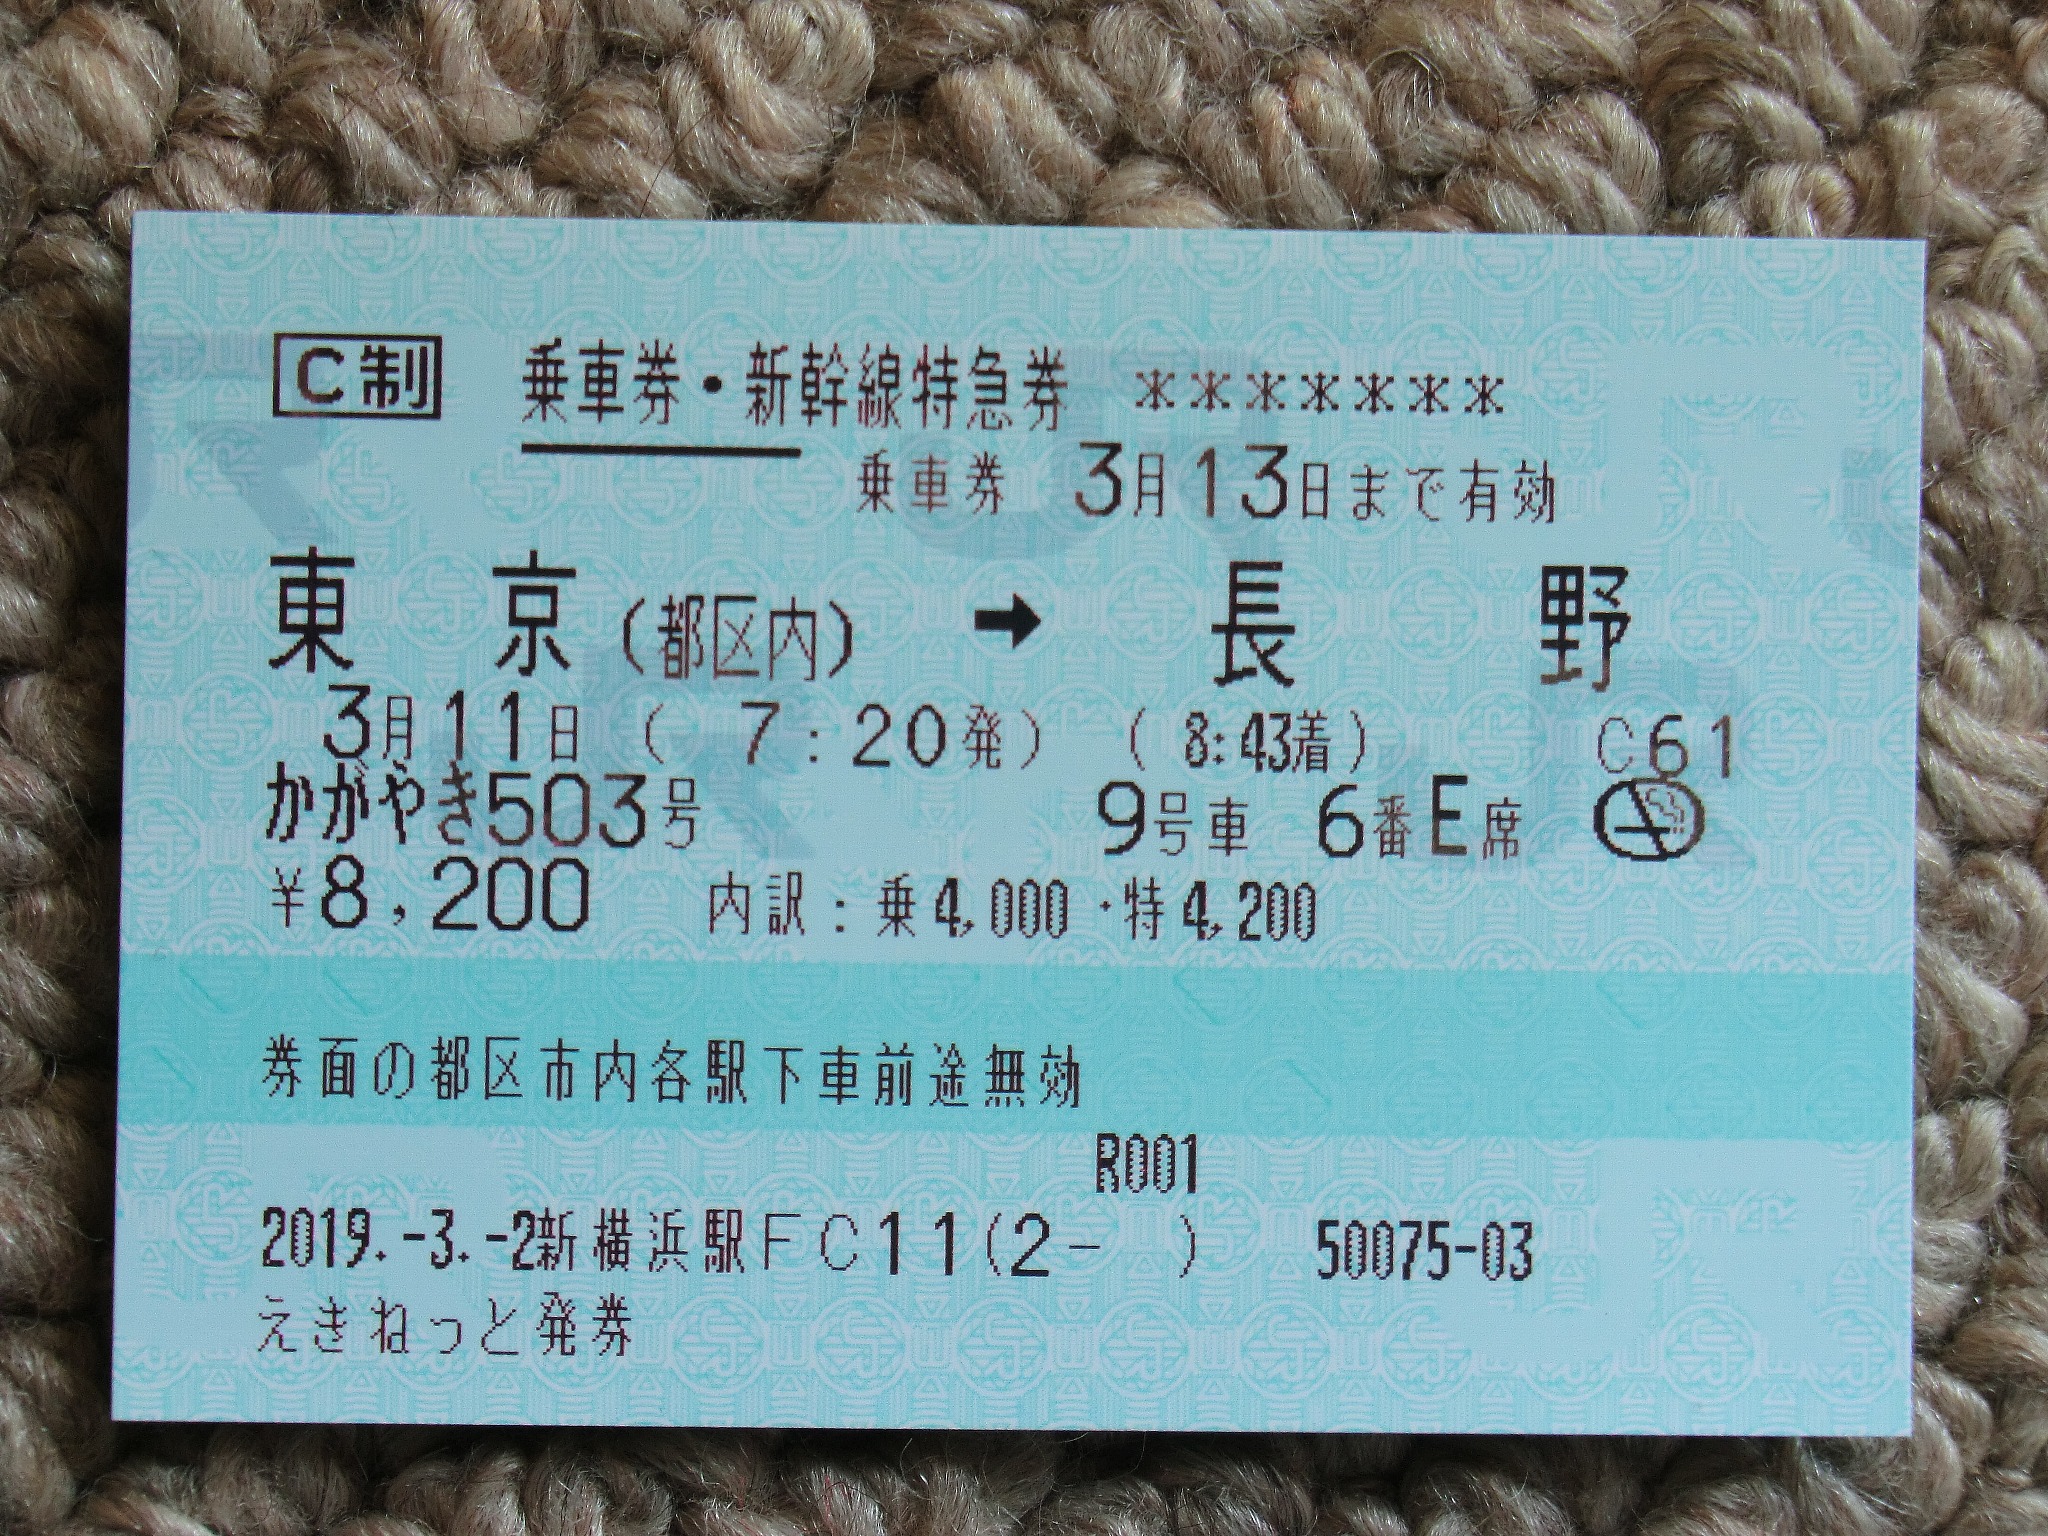 C制 乗車券・新幹線特急券 *******
乗車券 3月13日まで有効
東京(都区内) → 長野
3月11日( 7:20発) (8:43着) C61
かがやき503号 9号車 6番E席
¥8,200 内訳:乗4,000・特4,200
券面の都区市内各駅下車前途無効
R001
2019.-3.-2新横浜駅FC11(2- ) 50075-03
えきねっと発券